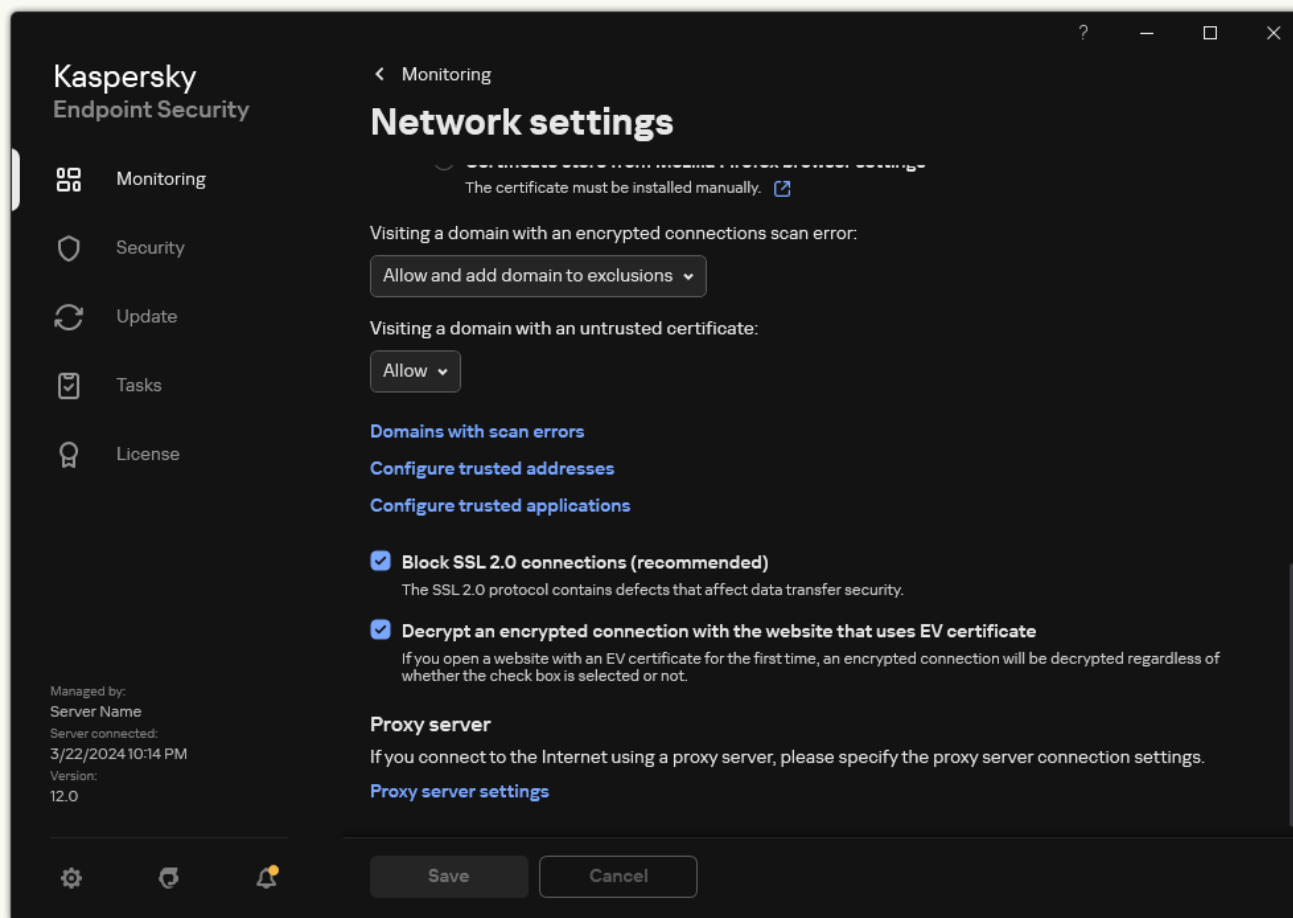 Kaspersky
Endpoint Security
Monitoring
Security
Update
Tasks
License
Managed by:
Server Name
Server connected:
3/22/2024 10:14 PM
Version:
12.0
Monitoring
Network settings
Certificate store from Mozilla Firefox browser settings
The certificate must be installed manually.
Visiting a domain with an encrypted connections scan error:
Allow and add domain to exclusions
Visiting a domain with an untrusted certificate:
Allow
Domains with scan errors
Configure trusted addresses
Configure trusted applications
Block SSL 2.0 connections (recommended)
The SSL 2.0 protocol contains defects that affect data transfer security.
Decrypt an encrypted connection with the website that uses EV certificate
If you open a website with an EV certificate for the first time, an encrypted connection will be decrypted regardless of
whether the check box is selected or not.
Proxy server
If you connect to the Internet using a proxy server, please specify the proxy server connection settings.
Proxy server settings
Save
Cancel